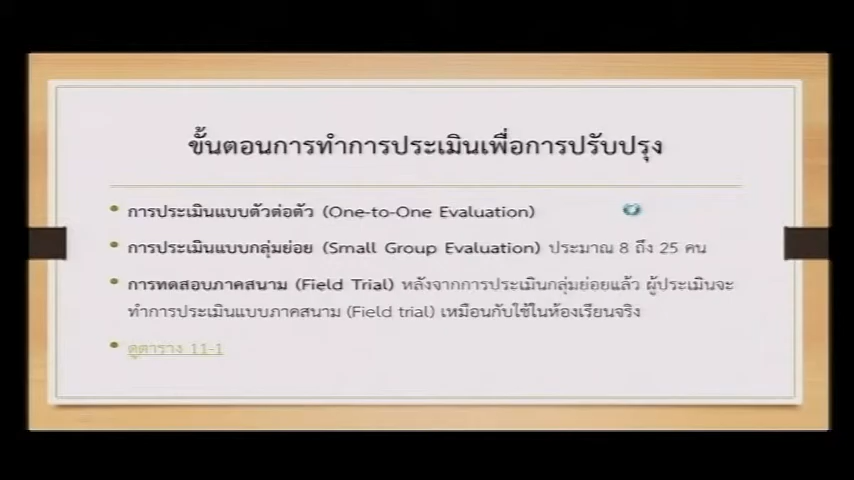 ขั้นตอนการทำการประเมินเพื่อการปรับปรุง
• การประเมินแบบตัวต่อตัว (One-to-One Evaluation)
• การประเมินแบบกลุ่มย่อย (Small Group Evaluation) ประมาณ 8 ถึง 25 คน
• การทดสอบภาคสนาม (Field Trial) หลังจากการประเมินกลุ่มย่อยแล้ว ผู้ประเมินจะ
ทำการประเมินแบบภาคสนาม (Field trial) เหมือนกับใช้ในห้องเรียนจริง
• ดูตาราง 11-1